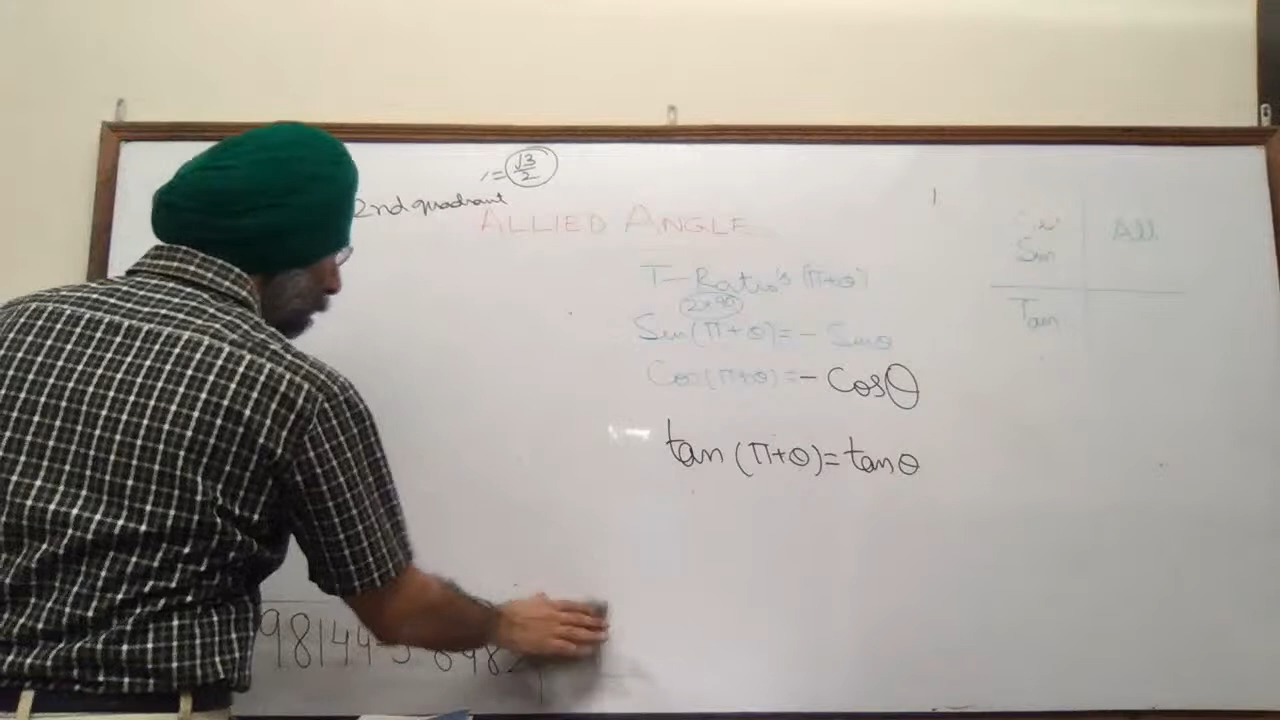 = √3/2
2nd quadrant
ALLIED ANGLE
T-Ratio's (π+θ)
(2×90)
Sin(π+θ)=- Sinθ
Cos(π+θ)=- Cosθ
tan(π+θ)=tanθ
Sin
All
Tan
98144